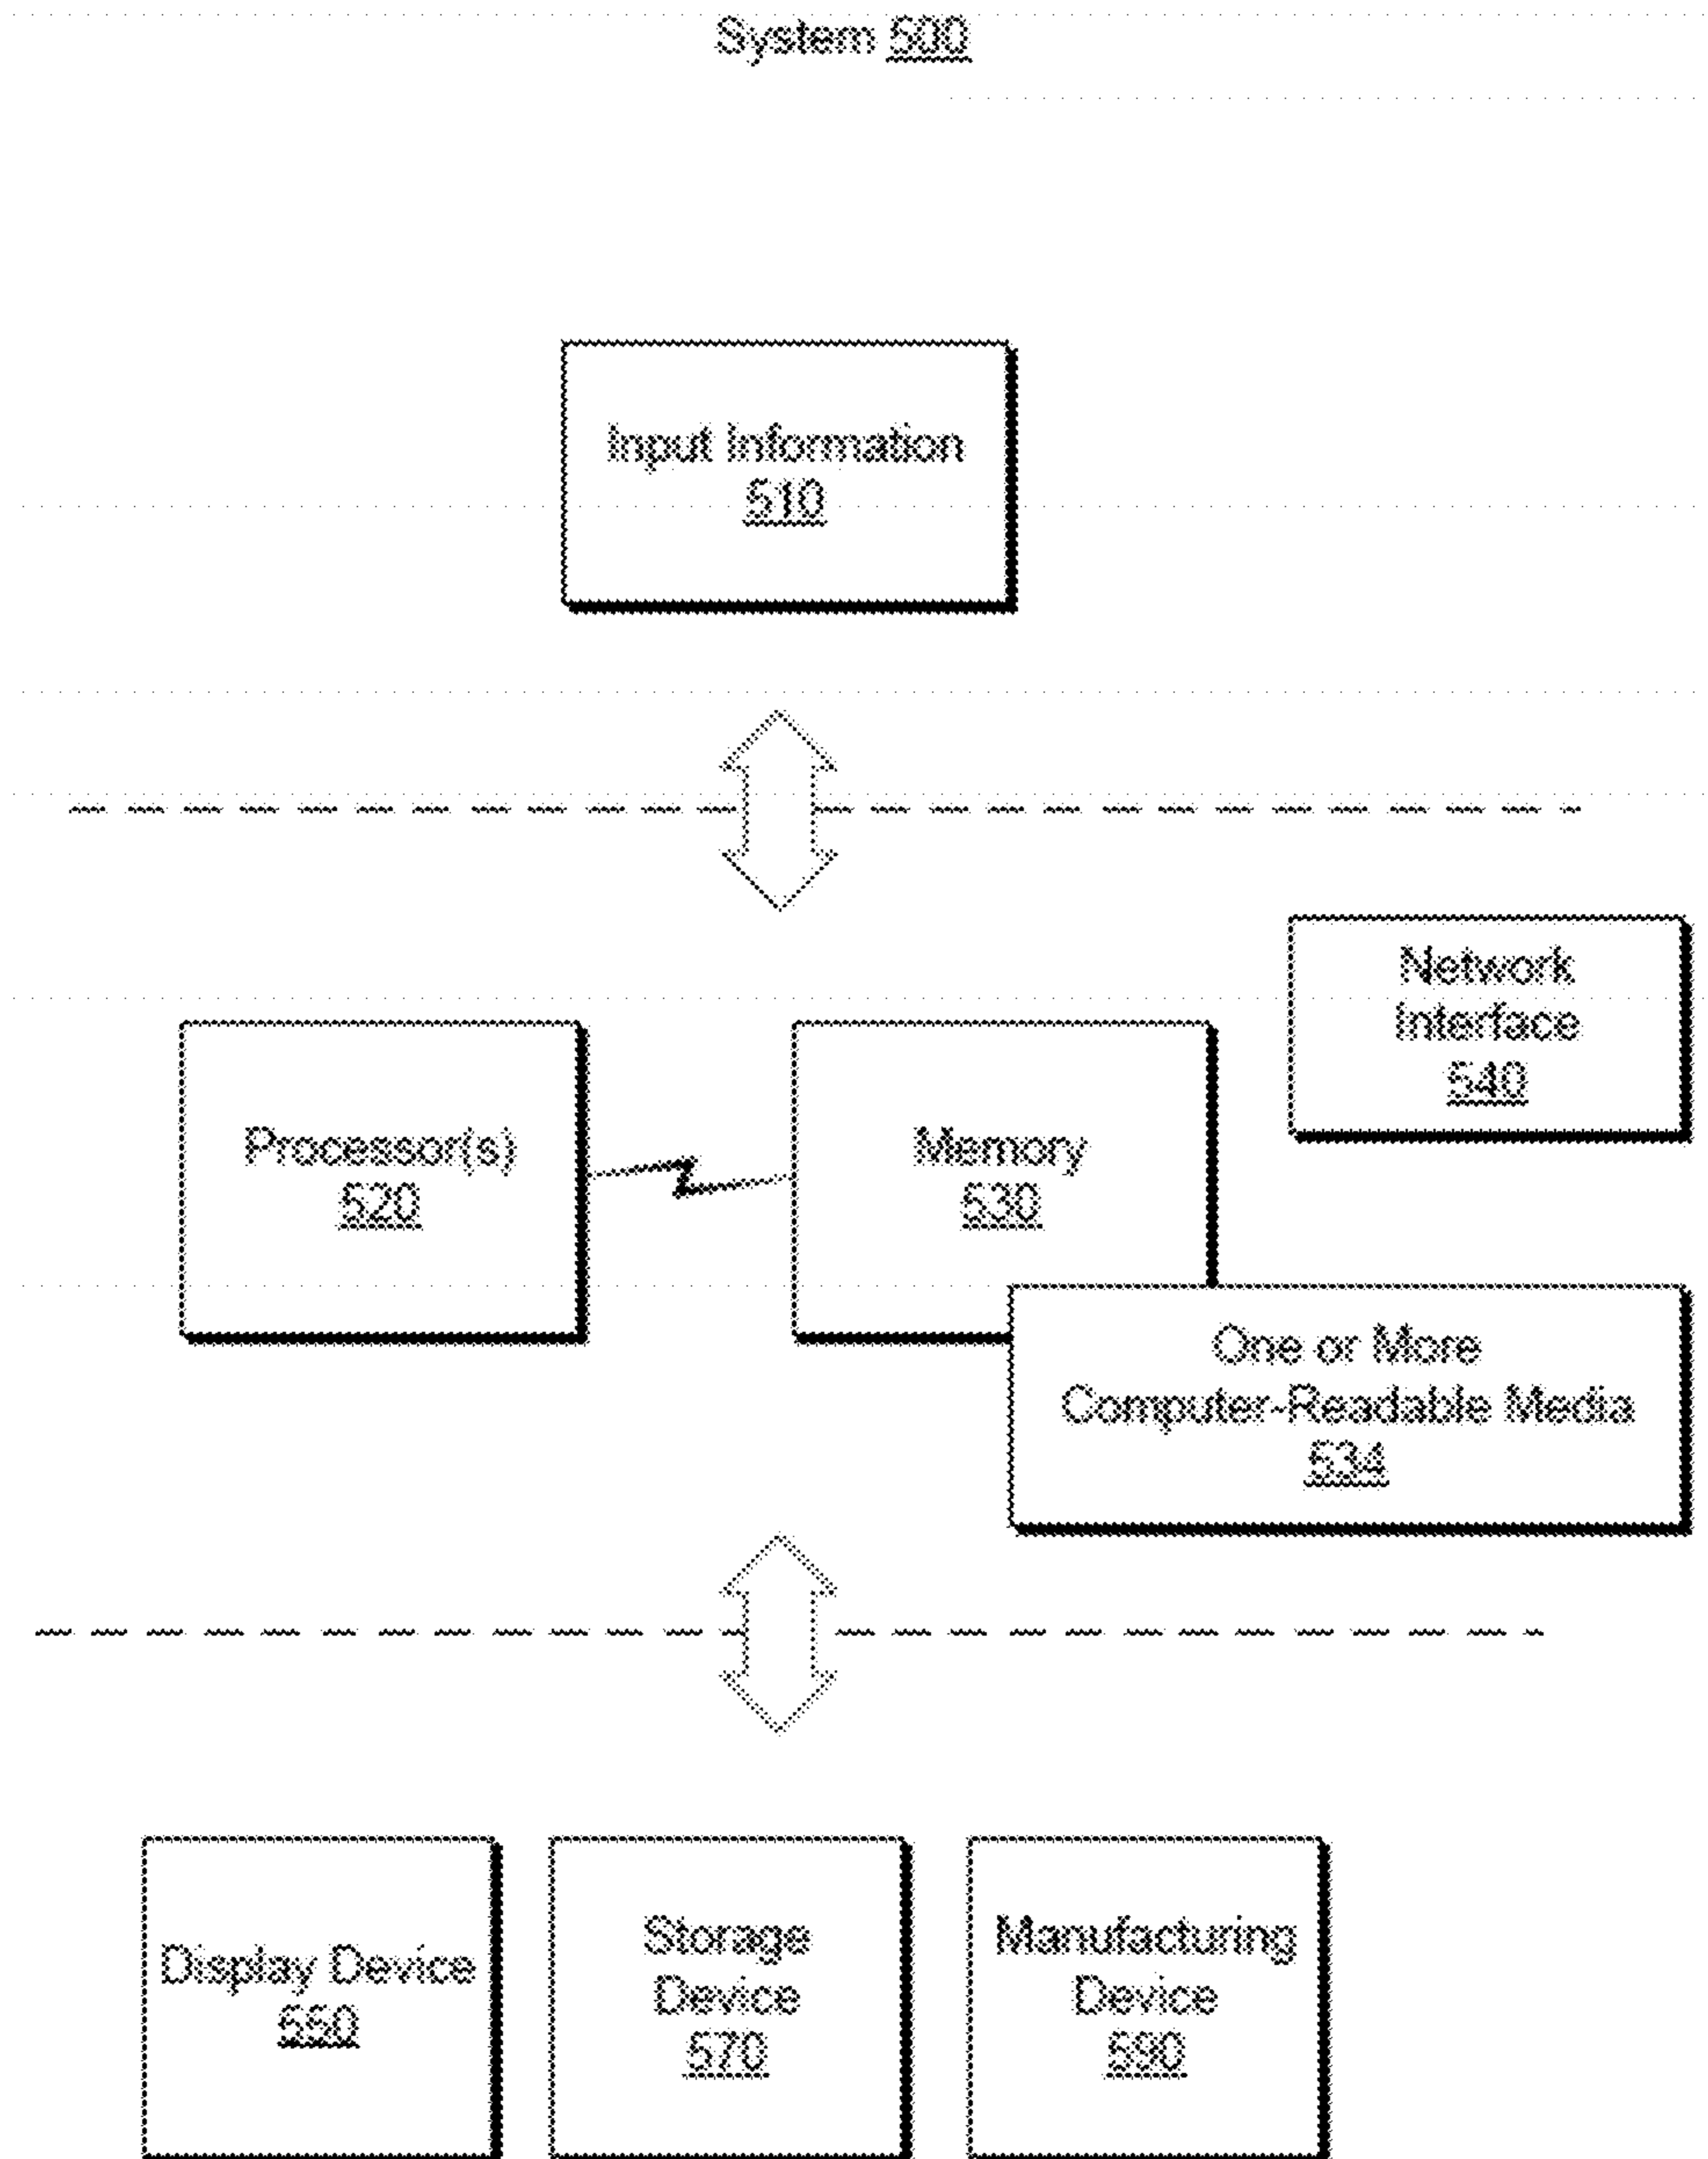 System 500
Input Information
510
Network
Interface
540
Processor(s)
520
Memory
530
One or More
Computer-Readable Media
534
Display Device
550
Storage
Device
570
Manufacturing
Device
590